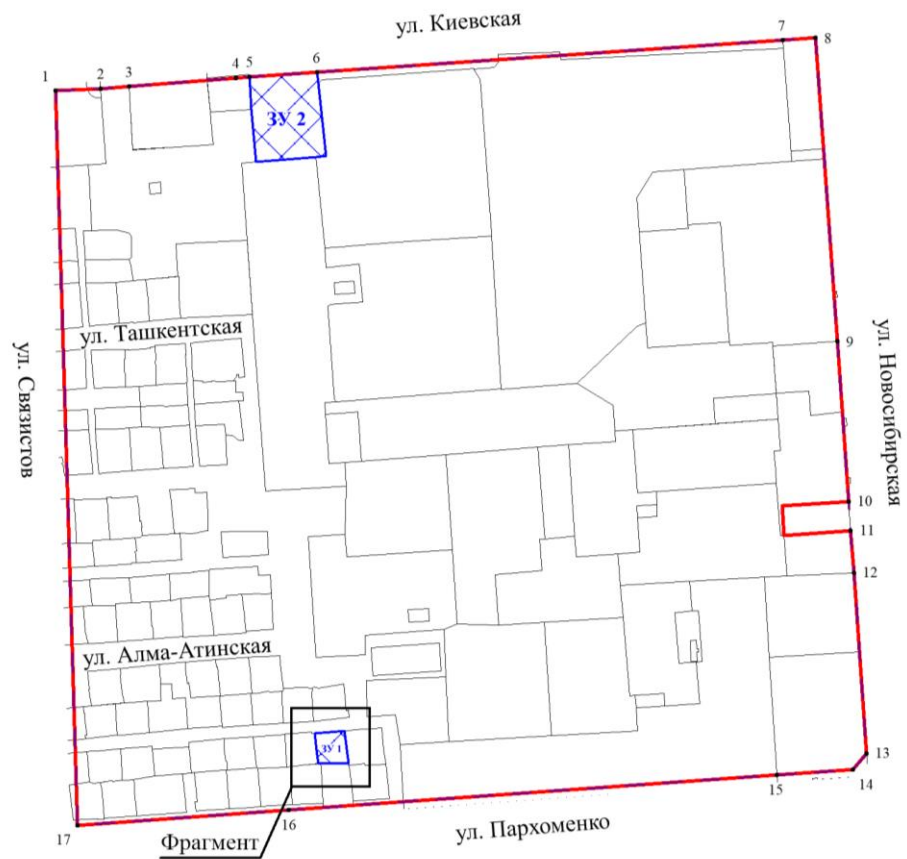 ул. Киевская
7
8
6
5
4
3
2
1
ЗУ 2
ул. Ташкентская
9
ул. Связистов
ул. Новосибирская
10
11
12
ул. Алма-Атинская
ЗУ 1
13
14
15
16
17
ул. Пархоменко
Фрагмент